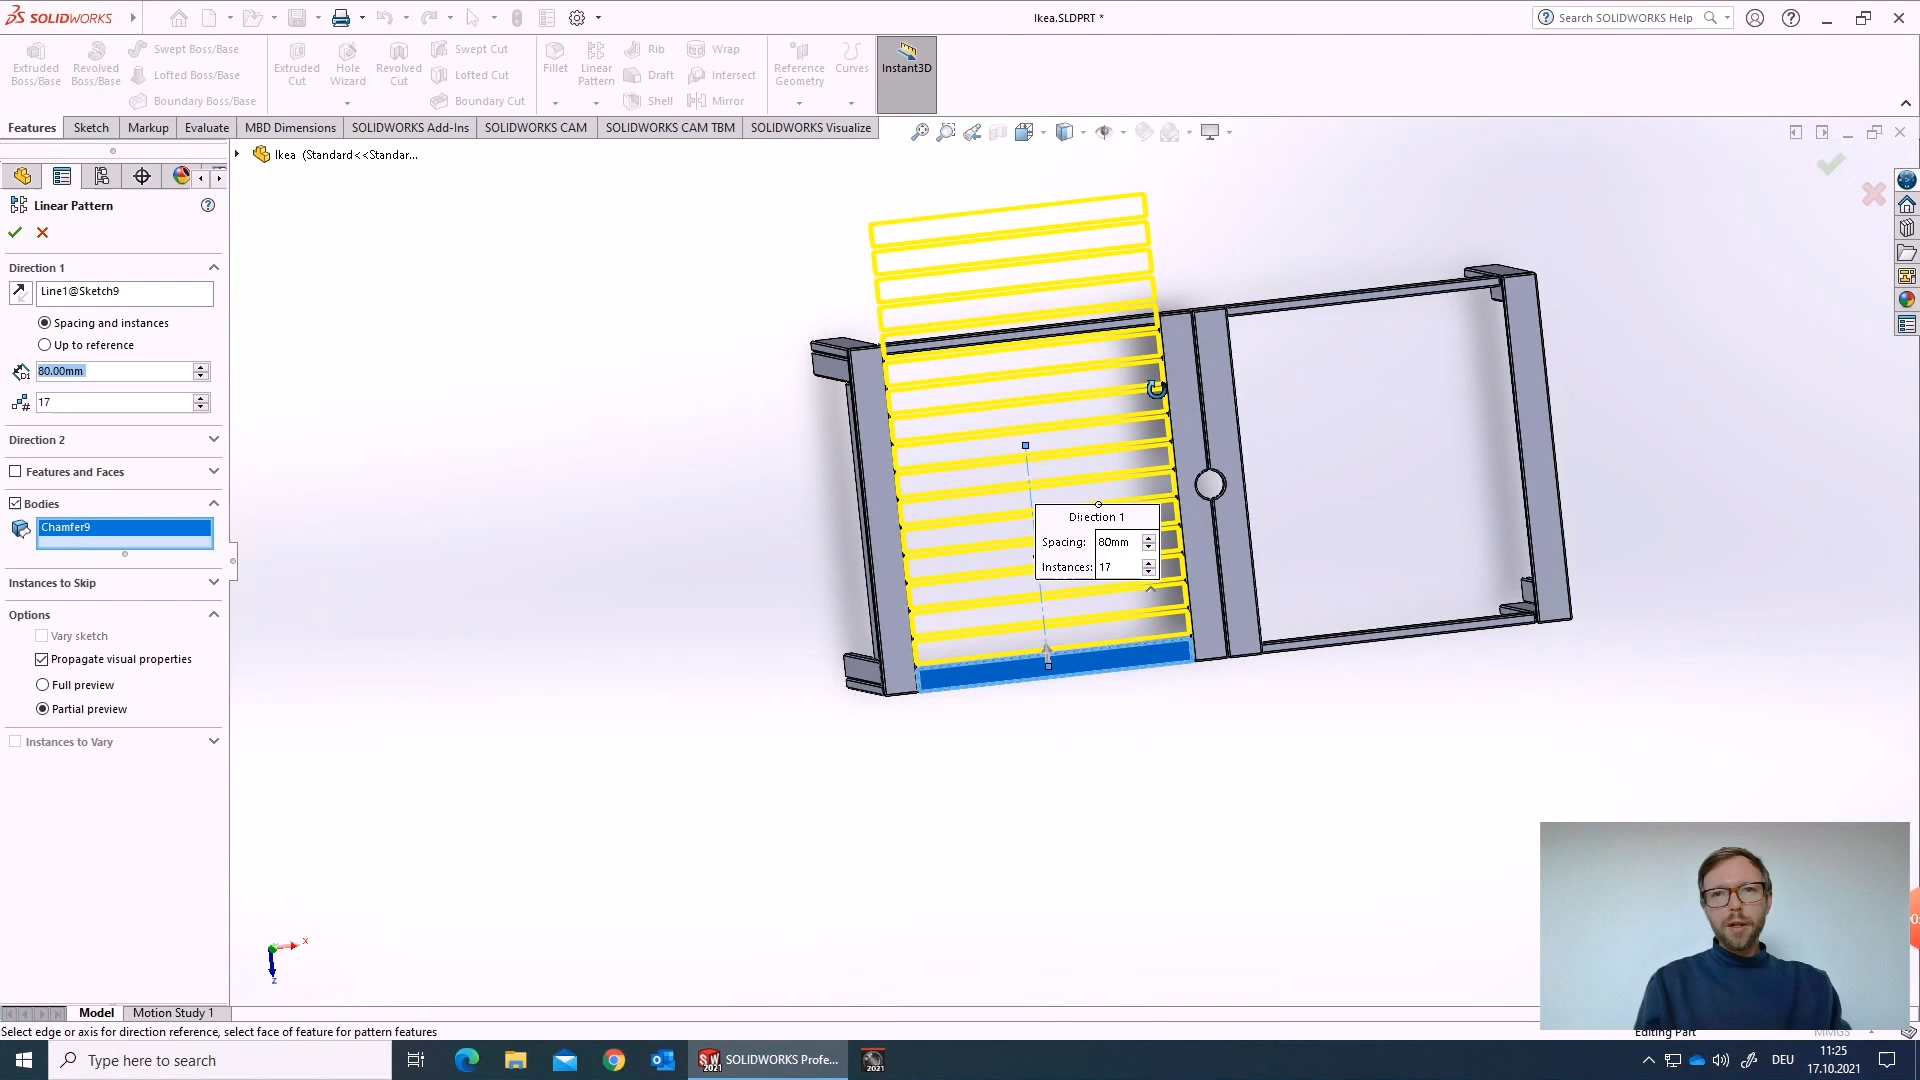 SOLIDWORKS
Ikea.SLDPRT *
Search SOLIDWORKS Help
Extruded Boss/Base
Revolved Boss/Base
Swept Boss/Base
Lofted Boss/Base
Boundary Boss/Base
Extruded Cut
Hole Wizard
Revolved Cut
Swept Cut
Lofted Cut
Boundary Cut
Fillet
Linear Pattern
Rib
Draft
Shell
Wrap
Intersect
Mirror
Reference Geometry
Curves
Instant3D
Features
Sketch
Markup
Evaluate
MBD Dimensions
SOLIDWORKS Add-Ins
SOLIDWORKS CAM
SOLIDWORKS CAM TBM
SOLIDWORKS Visualize
Ikea (Standard<<Standar...
Linear Pattern
Direction 1
Line1@Sketch9
Spacing and instances
Up to reference
80.00mm
17
Direction 2
Features and Faces
Bodies
Chamfer9
Instances to Skip
Options
Vary sketch
Propagate visual properties
Full preview
Partial preview
Instances to Vary
Direction 1
Spacing: 80mm
Instances: 17
x
z
Model
Motion Study 1
Select edge or axis for direction reference, select face of feature for pattern features
Editing Part
MMGS
Type here to search
SW 2021
SOLIDWORKS Profe...
2021
DEU
11:25
17.10.2021